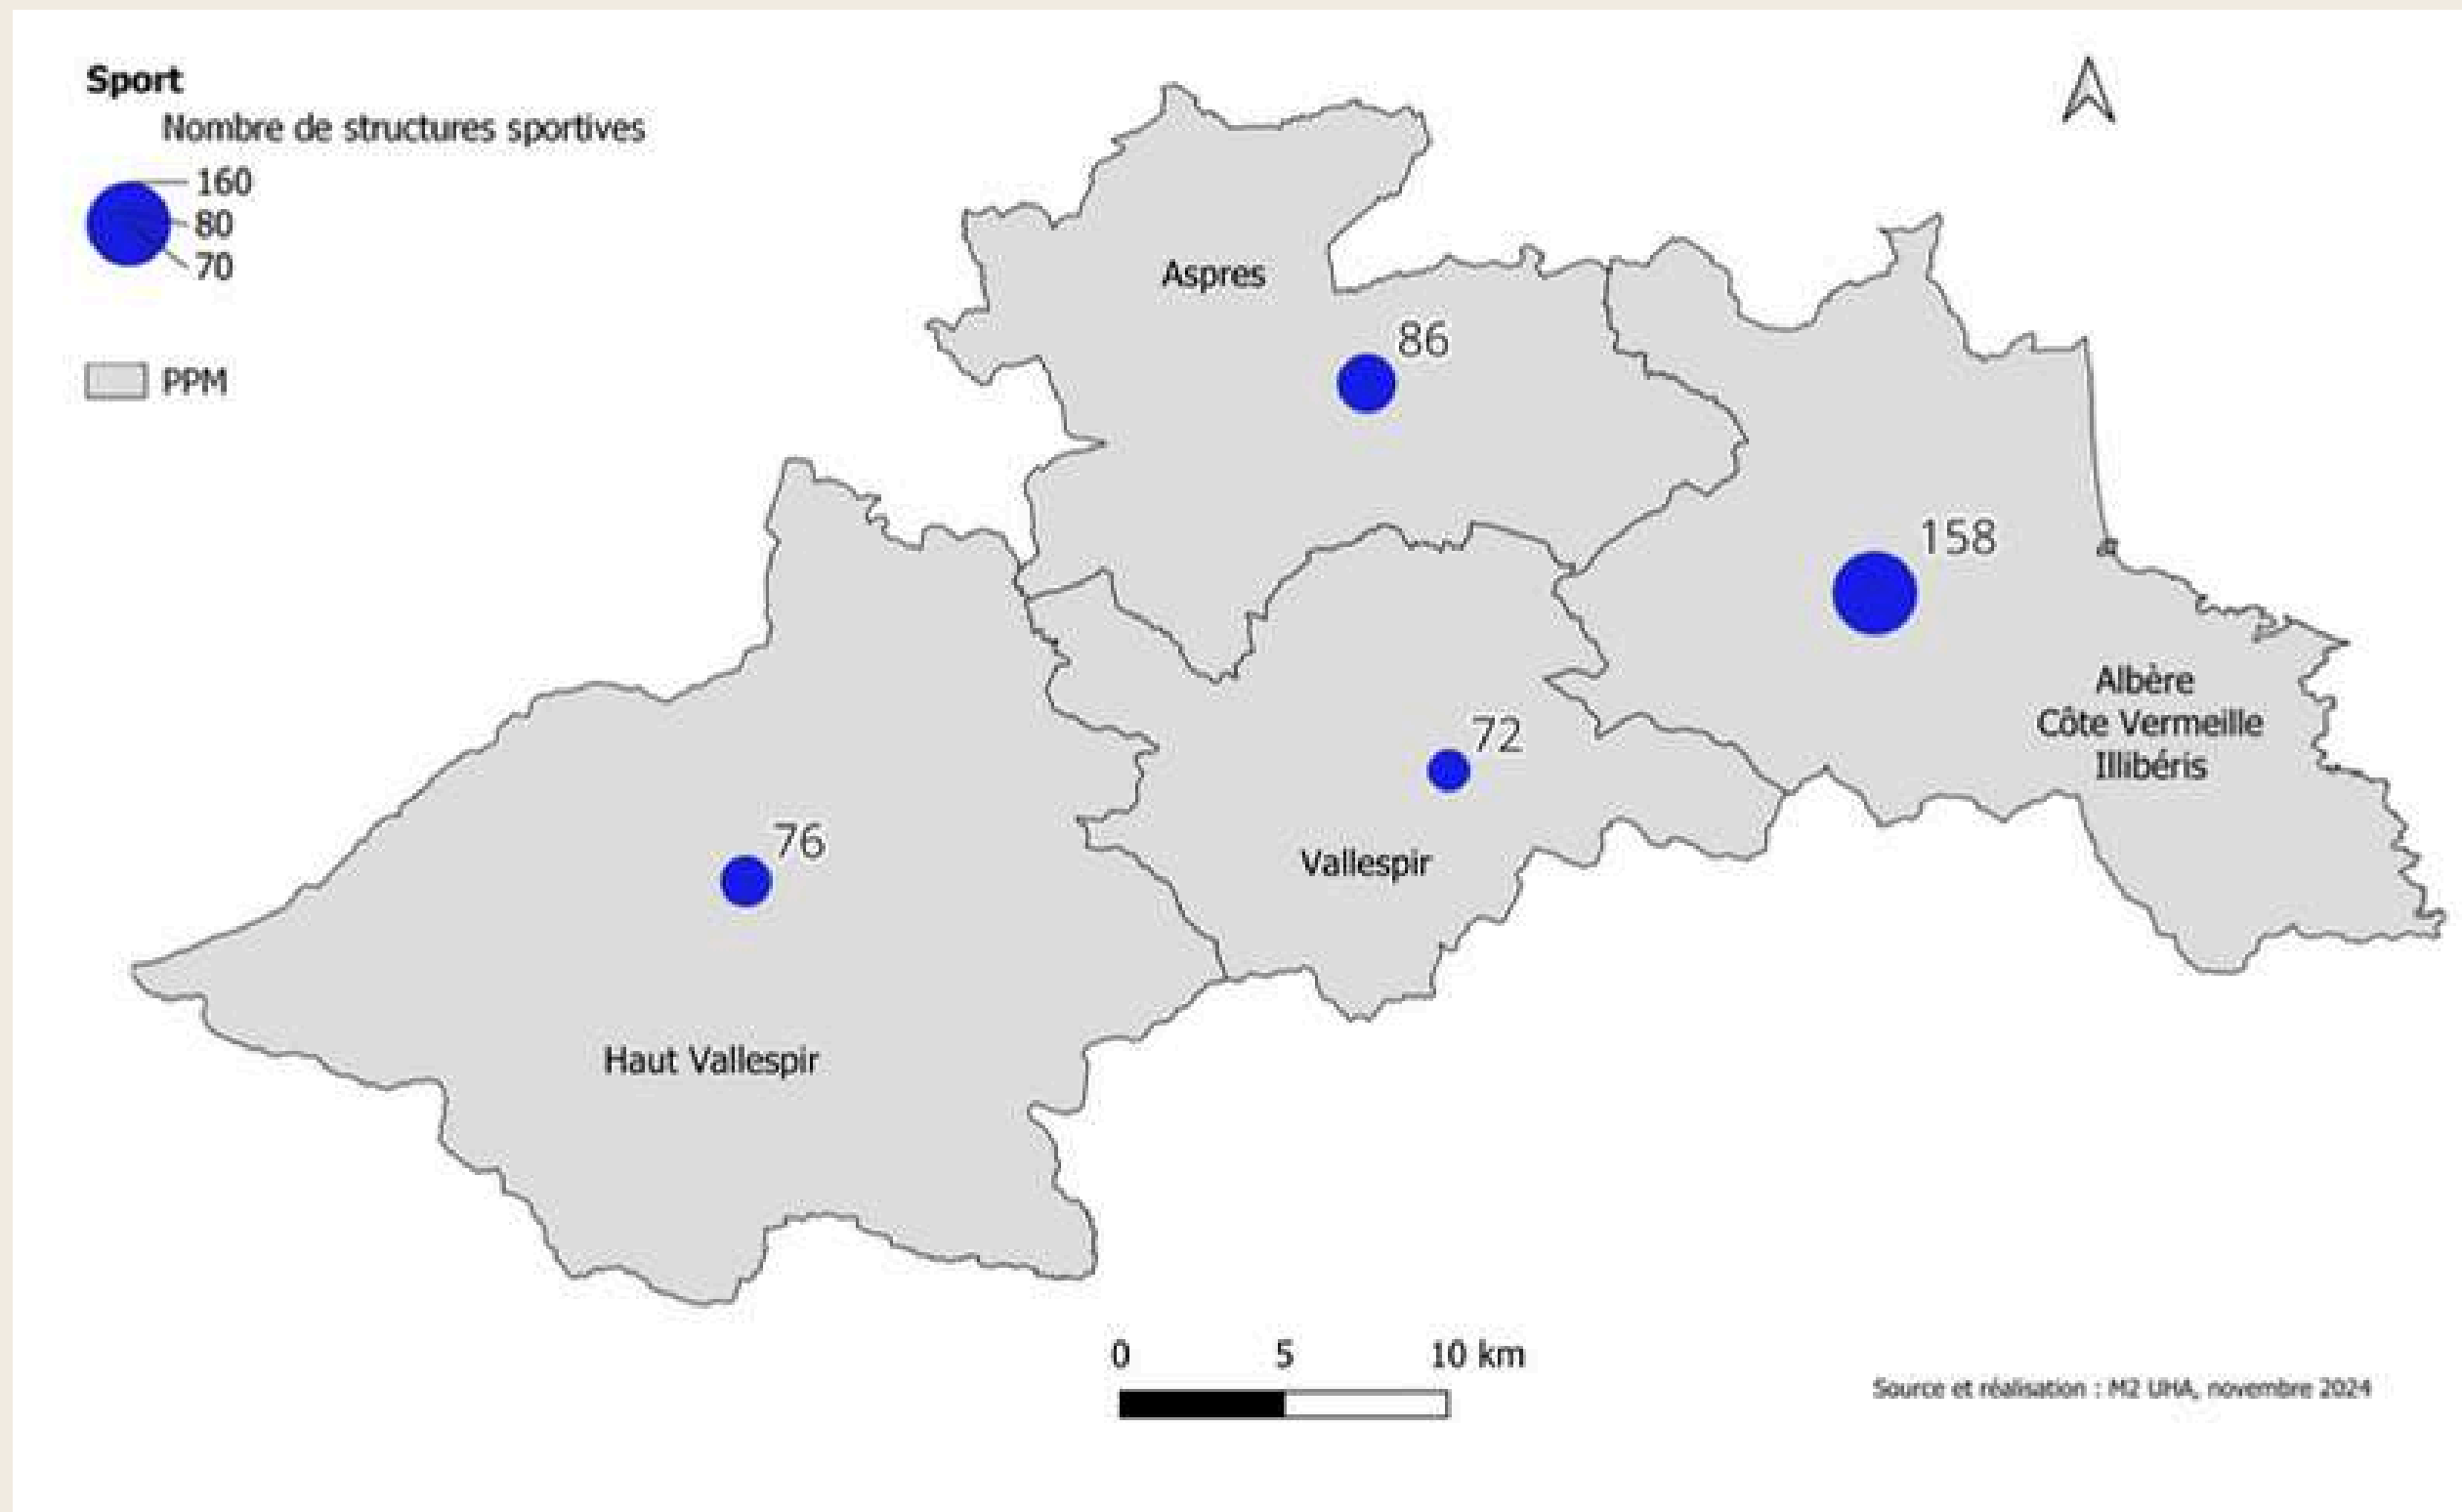 Sport
Nombre de structures sportives
160
80
70
PPM
Aspres
86
158
Albère
Côte Vermeille
Illibéris
72
Vallespir
76
Haut Vallespir
0 5 10 km
Source et réalisation : M2 UHA, novembre 2024